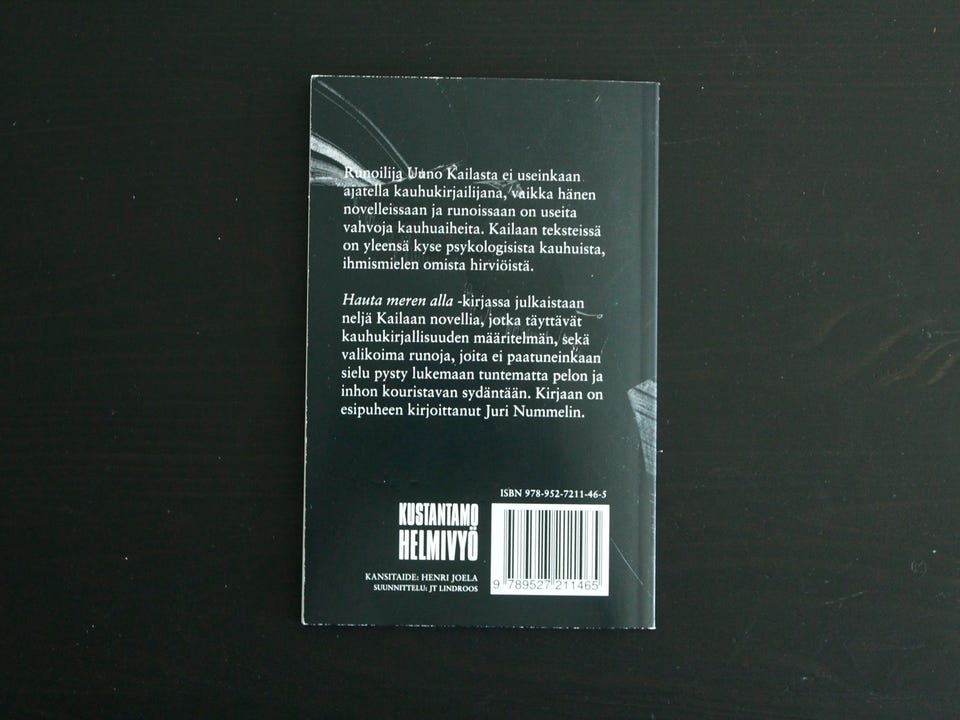 Runoilija Uuno Kailasta ei useinkaan
ajatella kauhukirjailijana, vaikka hänen
novelleissaan ja runoissaan on useita
vahvoja kauhuaiheita. Kailaan teksteissä
on yleensä kyse psykologisista kauhuista,
ihmismielen omista hirviöistä.
Hauta meren alla -kirjassa julkaistaan
neljä Kailaan novellia, jotka täyttävät
kauhukirjallisuuden määritelmän, sekä
valikoima runoja, joita ei paatuneinkaan
sielu pysty lukemaan tuntematta pelon ja
inhon kouristavan sydäntään. Kirjaan on
esipuheen kirjoittanut Juri Nummelin.
ISBN 978-952-7211-46-5
KUSTANTAMO
HELMIVYÖ
KANSITAIDE: HENRI JOELA
SUUNNITTELU: JT LINDROOS
9 789527 211465